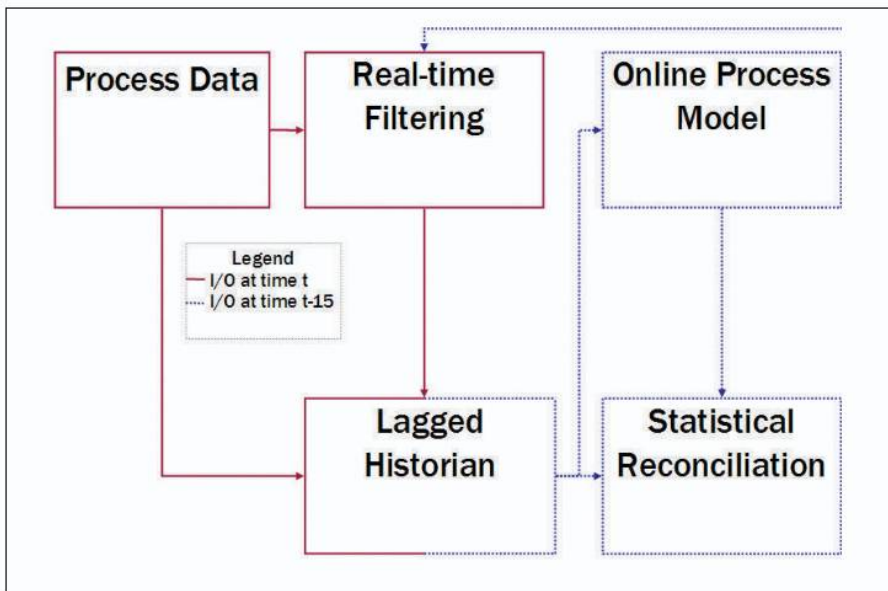 Process Data
Real-time
Filtering
Online Process
Model
Legend
I/O at time t
I/O at time t-15
Lagged
Historian
Statistical
Reconciliation